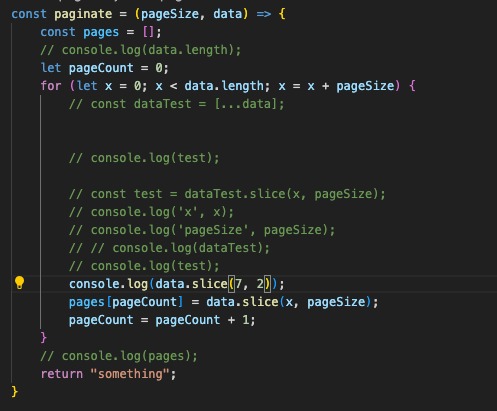 const paginate = (pageSize, data) => {
const pages = [];
// console.log(data.length);
let pageCount = 0;
for (let x = 0; x < data.length; x = x + pageSize) {
// const dataTest = [...data];
// console.log(test);
// const test = dataTest.slice(x, pageSize);
// console.log('x', x);
// console.log('pageSize', pageSize);
// // console.log(dataTest);
// console.log(test);
console.log(data.slice(7, 2));
pages[pageCount] = data.slice(x, pageSize);
pageCount = pageCount + 1;
}
// console.log(pages);
return "something";
}